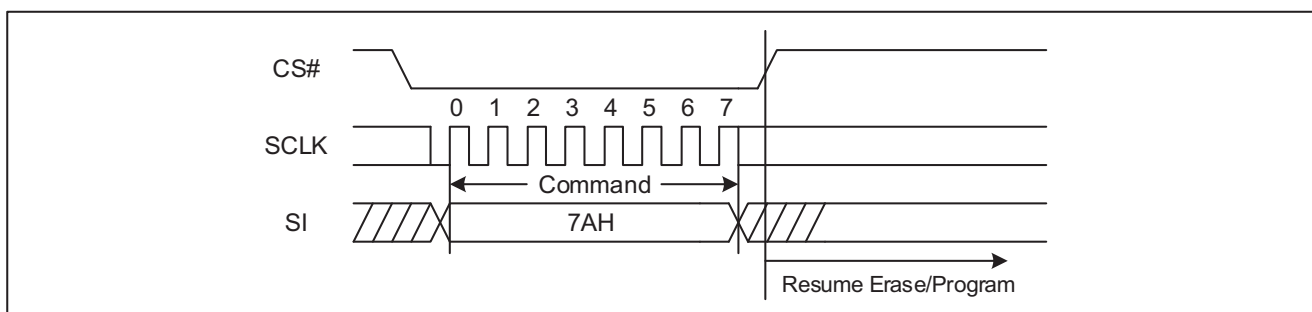 CS#
0 1 2 3 4 5 6 7
SCLK
Command
SI
7AH
Resume Erase/Program